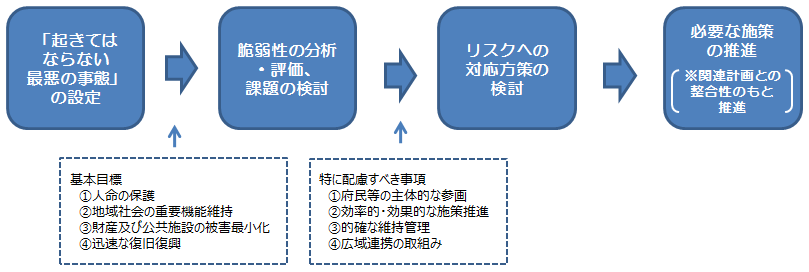 「起きては
ならない
最悪の事態」
の設定
脆弱性の分析
・評価、
課題の検討
リスクへの
対応方策の
検討
必要な施策
の推進
※関連計画との
整合性のもと
推進
基本目標
①人命の保護
②地域社会の重要機能維持
③財産及び公共施設の被害最小化
④迅速な復旧復興
特に配慮すべき事項
①府民等の主体的な参画
②効率的・効果的な施策推進
③的確な維持管理
④広域連携の取組み